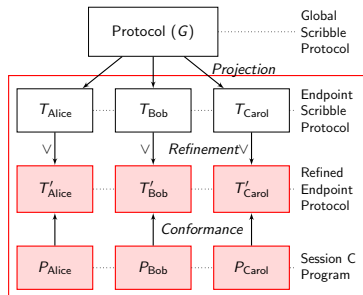 Protocol (G)
Global
Scribble
Protocol
Projection
T_Alice
T_Bob
T_Carol
Endpoint
Scribble
Protocol
∨
Refinement
∨
∨
T′_Alice
T′_Bob
T′_Carol
Refined
Endpoint
Protocol
Conformance
P_Alice
P_Bob
P_Carol
Session C
Program